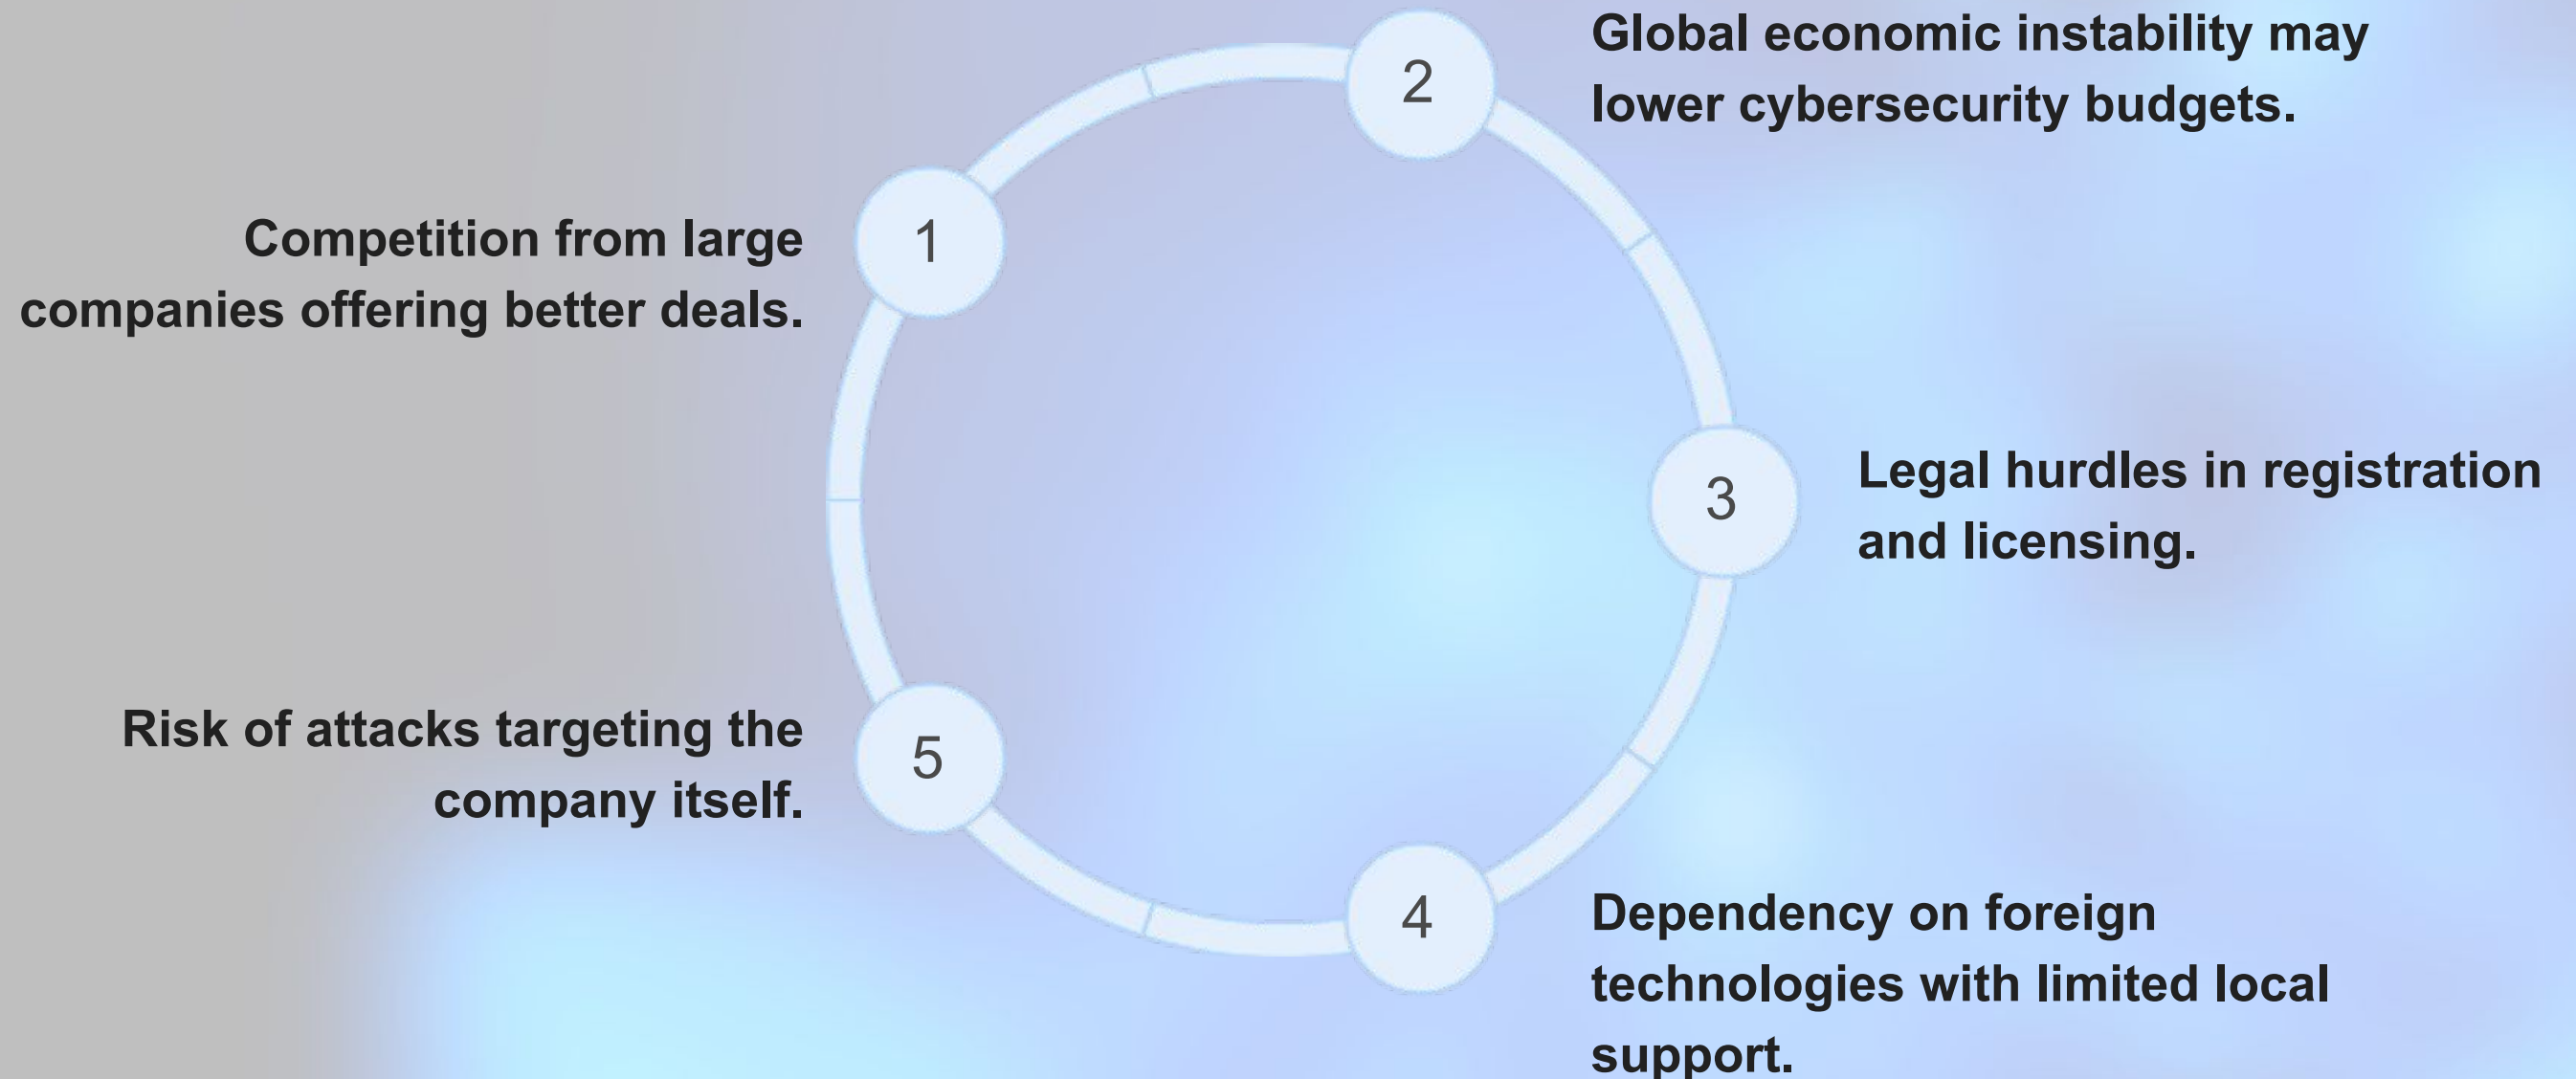 1
Competition from large
companies offering better deals.
2
Global economic instability may
lower cybersecurity budgets.
3
Legal hurdles in registration
and licensing.
4
Dependency on foreign
technologies with limited local
support.
5
Risk of attacks targeting the
company itself.